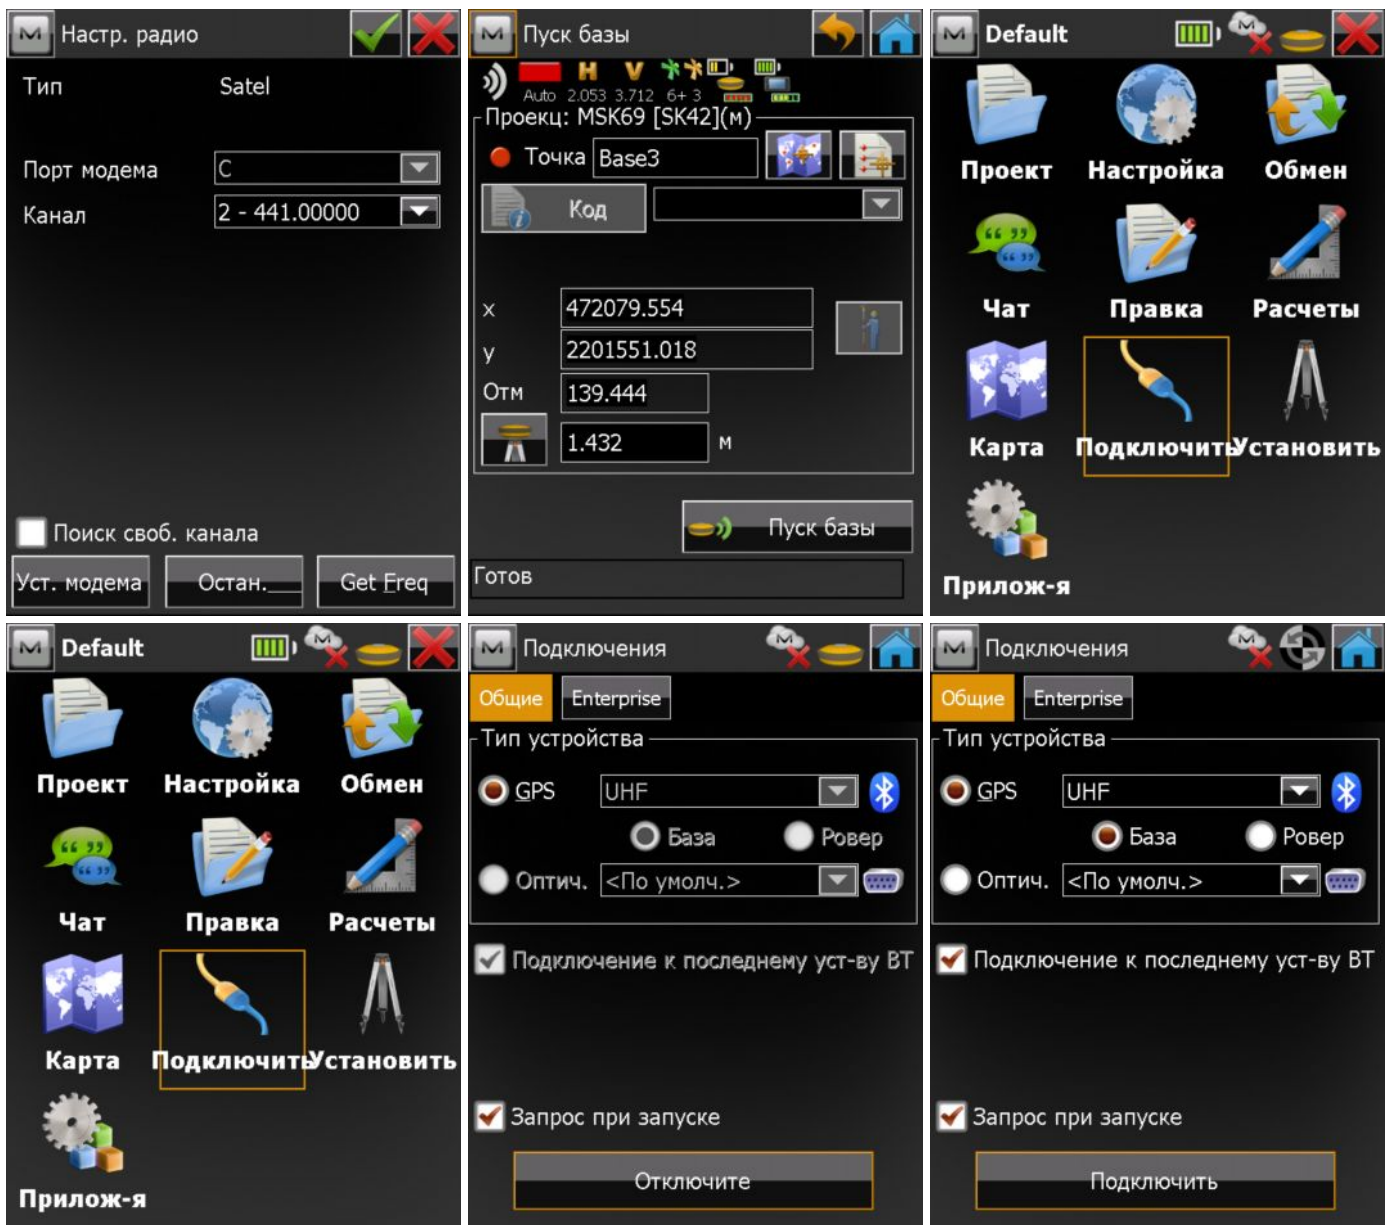 Настр. радио
Тип Satel
Порт модема C
Канал 2 - 441.00000
Поиск своб. канала
Уст. модема Остан. Get Freq
Пуск базы
H V
Auto 2.053 3.712 6+ 3
Проекц: MSK69 [SK42](м)
Точка Base3
Код
x 472079.554
y 2201551.018
Отм 139.444
1.432 м
Пуск базы
Готов
Default
Проект Настройка Обмен
Чат Правка Расчеты
Карта Подключить Установить
Прилож-я
Default
Проект Настройка Обмен
Чат Правка Расчеты
Карта Подключить Установить
Прилож-я
Подключения
Общие Enterprise
Тип устройства
GPS UHF
База Ровер
Оптич. <По умолч.>
Подключение к последнему уст-ву BT
Запрос при запуске
Отключите
Подключения
Общие Enterprise
Тип устройства
GPS UHF
База Ровер
Оптич. <По умолч.>
Подключение к последнему уст-ву BT
Запрос при запуске
Подключить